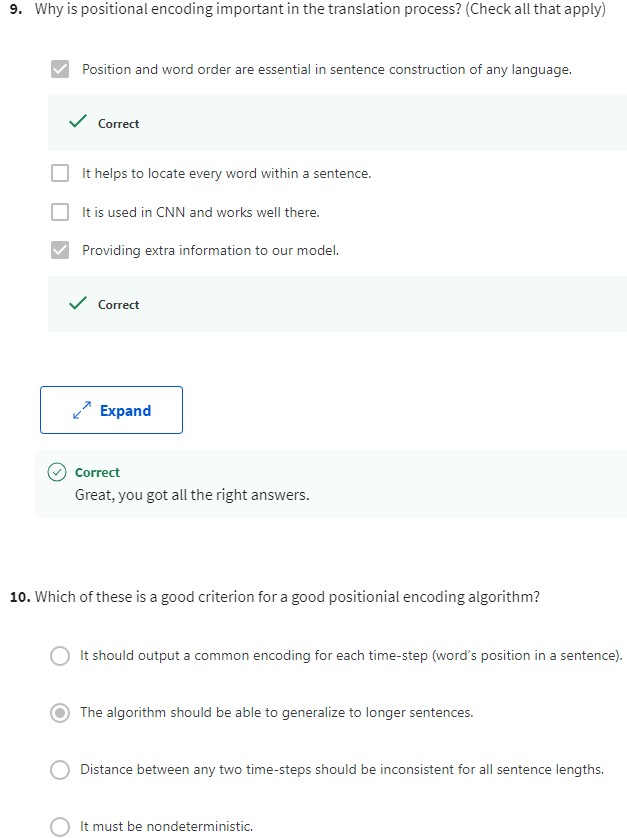 9. Why is positional encoding important in the translation process? (Check all that apply)
Position and word order are essential in sentence construction of any language.
Correct
It helps to locate every word within a sentence.
It is used in CNN and works well there.
Providing extra information to our model.
Correct
Expand
Correct
Great, you got all the right answers.
10. Which of these is a good criterion for a good positionial encoding algorithm?
It should output a common encoding for each time-step (word's position in a sentence).
The algorithm should be able to generalize to longer sentences.
Distance between any two time-steps should be inconsistent for all sentence lengths.
It must be nondeterministic.